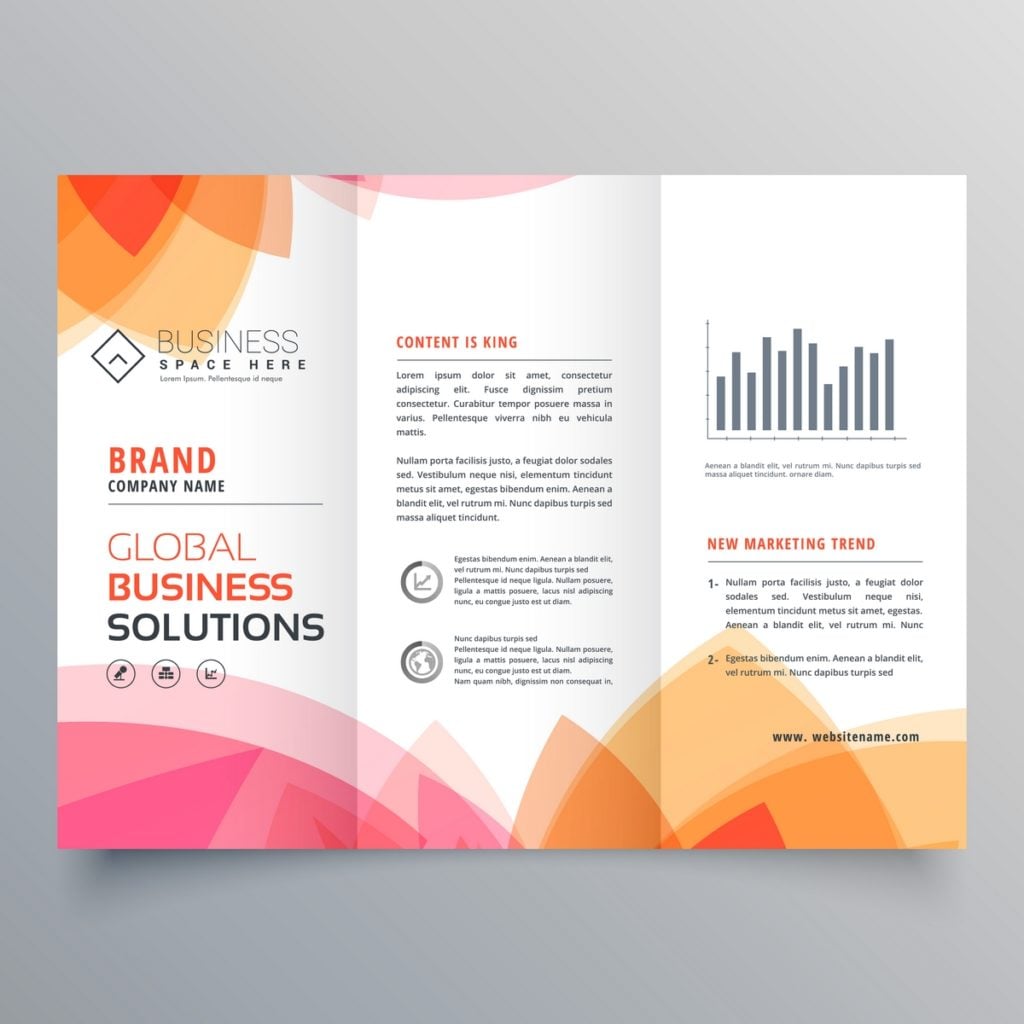 BUSINESS
SPACE HERE
Lorem Ipsum. Pellentesque id neque
BRAND
COMPANY NAME
GLOBAL
BUSINESS
SOLUTIONS
CONTENT IS KING
Lorem ipsum dolor sit amet, consectetur
adipiscing elit. Fusce dignissim pretium
consectetur. Curabitur tempor posuere massa in
varius. Pellentesque viverra nibh eu vehicula
mattis.
Nullam porta facilisis justo, a feugiat dolor sodales
sed. Vestibulum neque nisi, elementum tincidunt
metus sit amet, egestas bibendum enim. Aenean a
blandit elit, vel rutrum mi. Nunc dapibus turpis sed
massa aliquet tincidunt.
Egestas bibendum enim. Aenean a blandit elit,
vel rutrum mi. Nunc dapibus turpis sed
Pellentesque id neque ligula. Nullam posuere,
ligula a mattis posuere, lacus nisl adipiscing
nunc, quis congue justo est ut diam.
Nunc dapibus turpis sed
Pellentesque id neque ligula. Nullam posuere,
ligula a mattis posuere, lacus nisl adipiscing
nunc, quis congue justo est ut diam.
Nam quam nibh, dignissim non consequat in,
Aenean a blandit elit, vel rutrum mi. Nunc dapibus turpis sed
massa aliquet tincidunt. ornare diam.
NEW MARKETING TREND
1- Nullam porta facilisis justo, a feugiat dolor
sodales sed. Vestibulum neque nisi,
elementum tincidunt metus sit amet, egestas.
Aenean a blandit elit, vel rutrum mi. Nunc
2- Egestas bibendum enim. Aenean a blandit elit,
vel rutrum mi. Nunc dapibus turpis sed
www. websitename.com